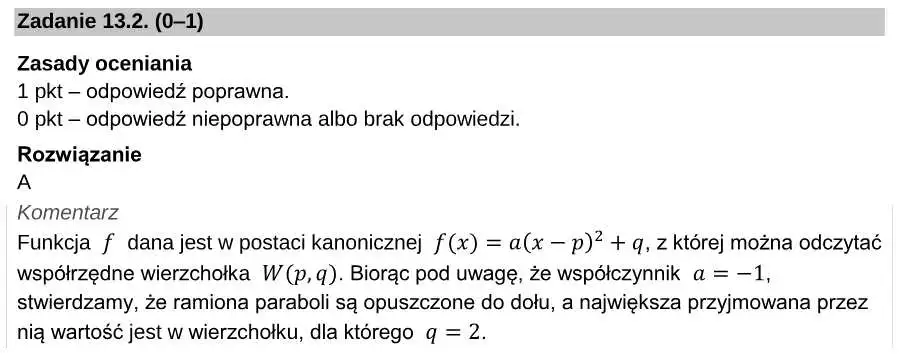 Zadanie 13.2. (0–1)
Zasady oceniania
1 pkt – odpowiedź poprawna.
0 pkt – odpowiedź niepoprawna albo brak odpowiedzi.
Rozwiązanie
A
Komentarz
Funkcja f dana jest w postaci kanonicznej f(x) = a(x − p)² + q, z której można odczytać
współrzędne wierzchołka W(p, q). Biorąc pod uwagę, że współczynnik a = −1,
stwierdzamy, że ramiona paraboli są opuszczone do dołu, a największa przyjmowana przez
nią wartość jest w wierzchołku, dla którego q = 2.